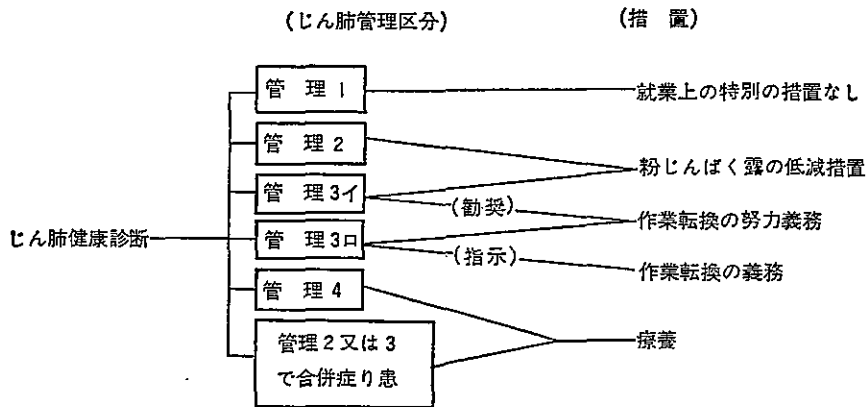 (じん肺管理区分) (措 置)
管 理 1 就業上の特別の措置なし
管 理 2
粉じんばく露の低減措置
管 理 3イ
(勧奨)
作業転換の努力義務
じん肺健康診断
管 理 3ロ
(指示)
作業転換の義務
管 理 4
療養
管理2又は3
で合併症り患